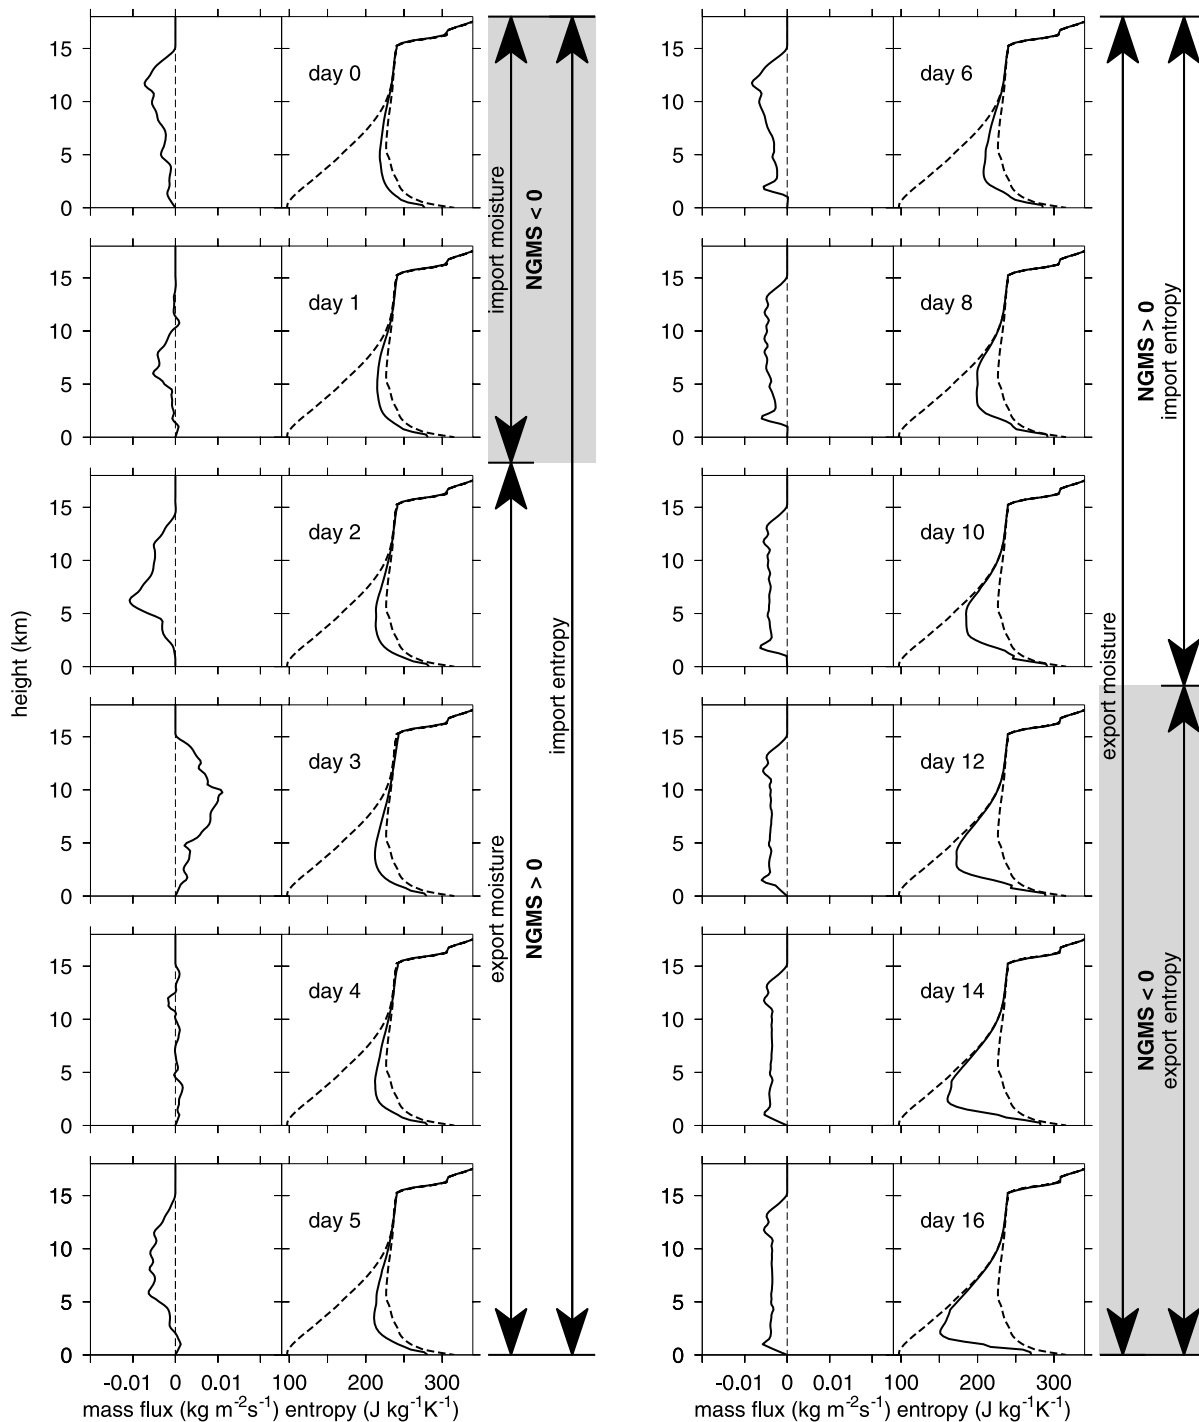 15
10
5
0
day 0
15
10
5
0
day 1
15
10
5
0
day 2
15
10
5
0
day 3
15
10
5
0
day 4
15
10
5
0
day 5
height (km)
-0.01 0 0.01 100 200 300
mass flux (kg m⁻²s⁻¹) entropy (J kg⁻¹K⁻¹)
import moisture
NGMS < 0
import entropy
export moisture
NGMS > 0
15
10
5
0
day 6
15
10
5
0
day 8
15
10
5
0
day 10
15
10
5
0
day 12
15
10
5
0
day 14
15
10
5
0
day 16
-0.01 0 0.01 100 200 300
mass flux (kg m⁻²s⁻¹) entropy (J kg⁻¹K⁻¹)
export moisture
NGMS > 0
import entropy
NGMS < 0
export entropy